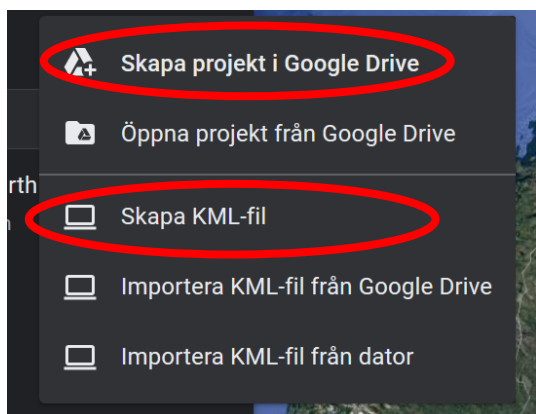 Skapa projekt i Google Drive
Öppna projekt från Google Drive
rth
Skapa KML-fil
Importera KML-fil från Google Drive
Importera KML-fil från dator